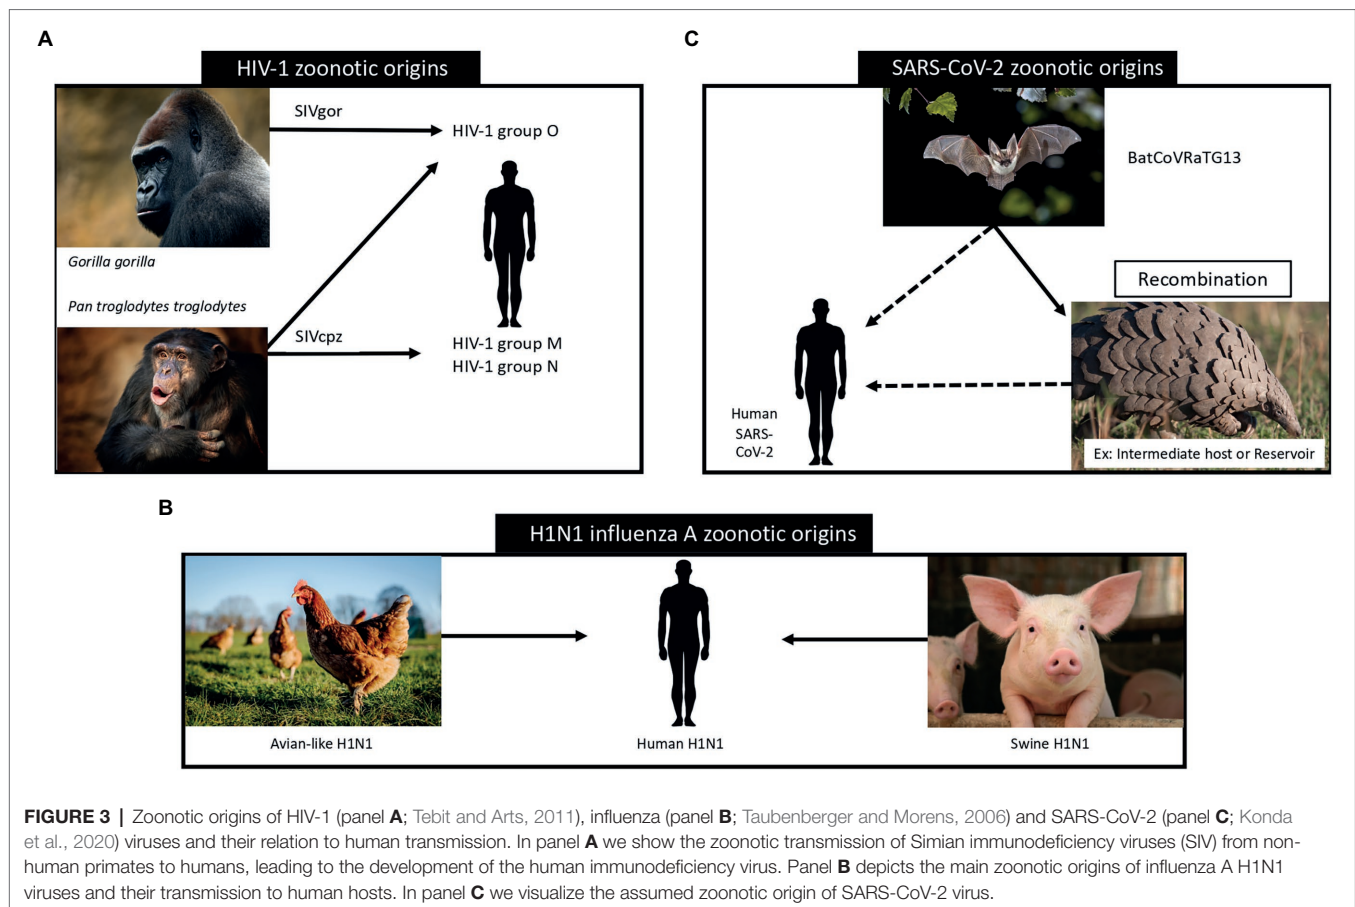 A
HIV-1 zoonotic origins
SIVgor
HIV-1 group O
Gorilla gorilla
Pan troglodytes troglodytes
SIVcpz
HIV-1 group M
HIV-1 group N
C
SARS-CoV-2 zoonotic origins
BatCoVRaTG13
Recombination
Human
SARS-
CoV-2
Ex: Intermediate host or Reservoir
B
H1N1 influenza A zoonotic origins
Avian-like H1N1
Human H1N1
Swine H1N1
FIGURE 3 | Zoonotic origins of HIV-1 (panel A; Tebit and Arts, 2011), influenza (panel B; Taubenberger and Morens, 2006) and SARS-CoV-2 (panel C; Konda
et al., 2020) viruses and their relation to human transmission. In panel A we show the zoonotic transmission of Simian immunodeficiency viruses (SIV) from non-
human primates to humans, leading to the development of the human immunodeficiency virus. Panel B depicts the main zoonotic origins of influenza A H1N1
viruses and their transmission to human hosts. In panel C we visualize the assumed zoonotic origin of SARS-CoV-2 virus.